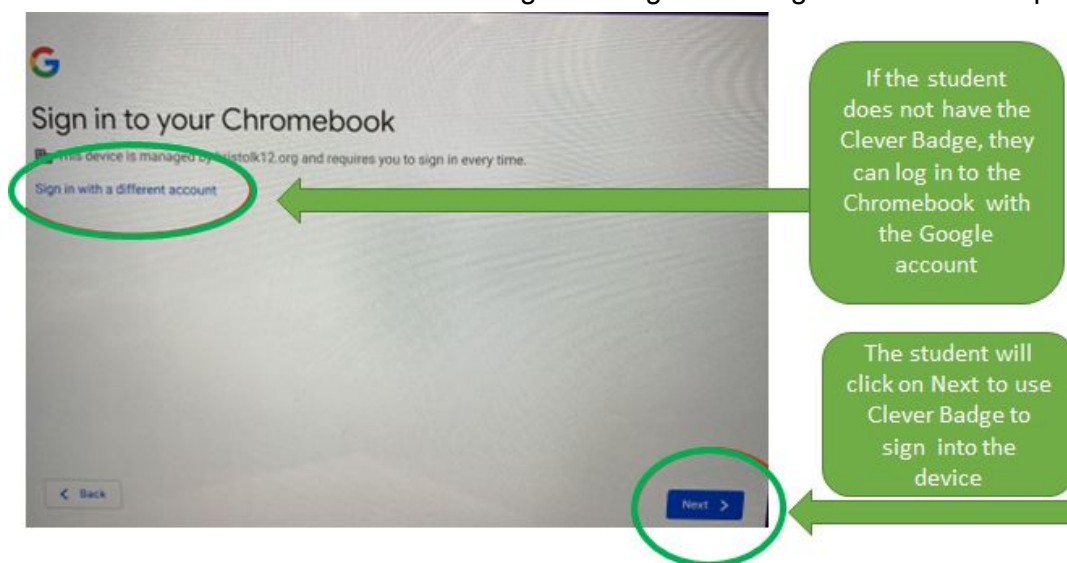 Sign in to your Chromebook
This device is managed by bristolk12.org and requires you to sign in every time.
Sign in with a different account
Back
Next
If the student
does not have the
Clever Badge, they
can log in to the
Chromebook with
the Google
account
The student will
click on Next to use
Clever Badge to
sign into the
device